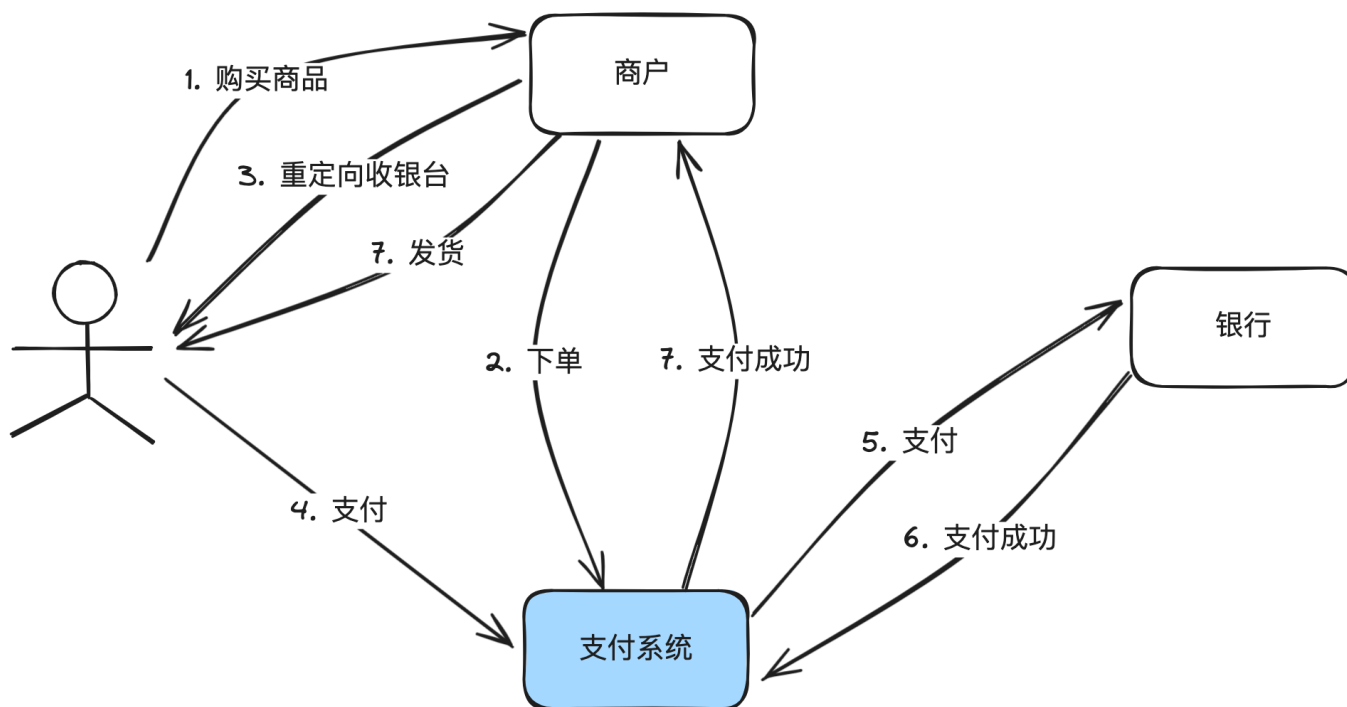 商户
1. 购买商品
3. 重定向收银台
7. 发货
银行
2. 下单
7. 支付成功
5. 支付
4. 支付
6. 支付成功
支付系统